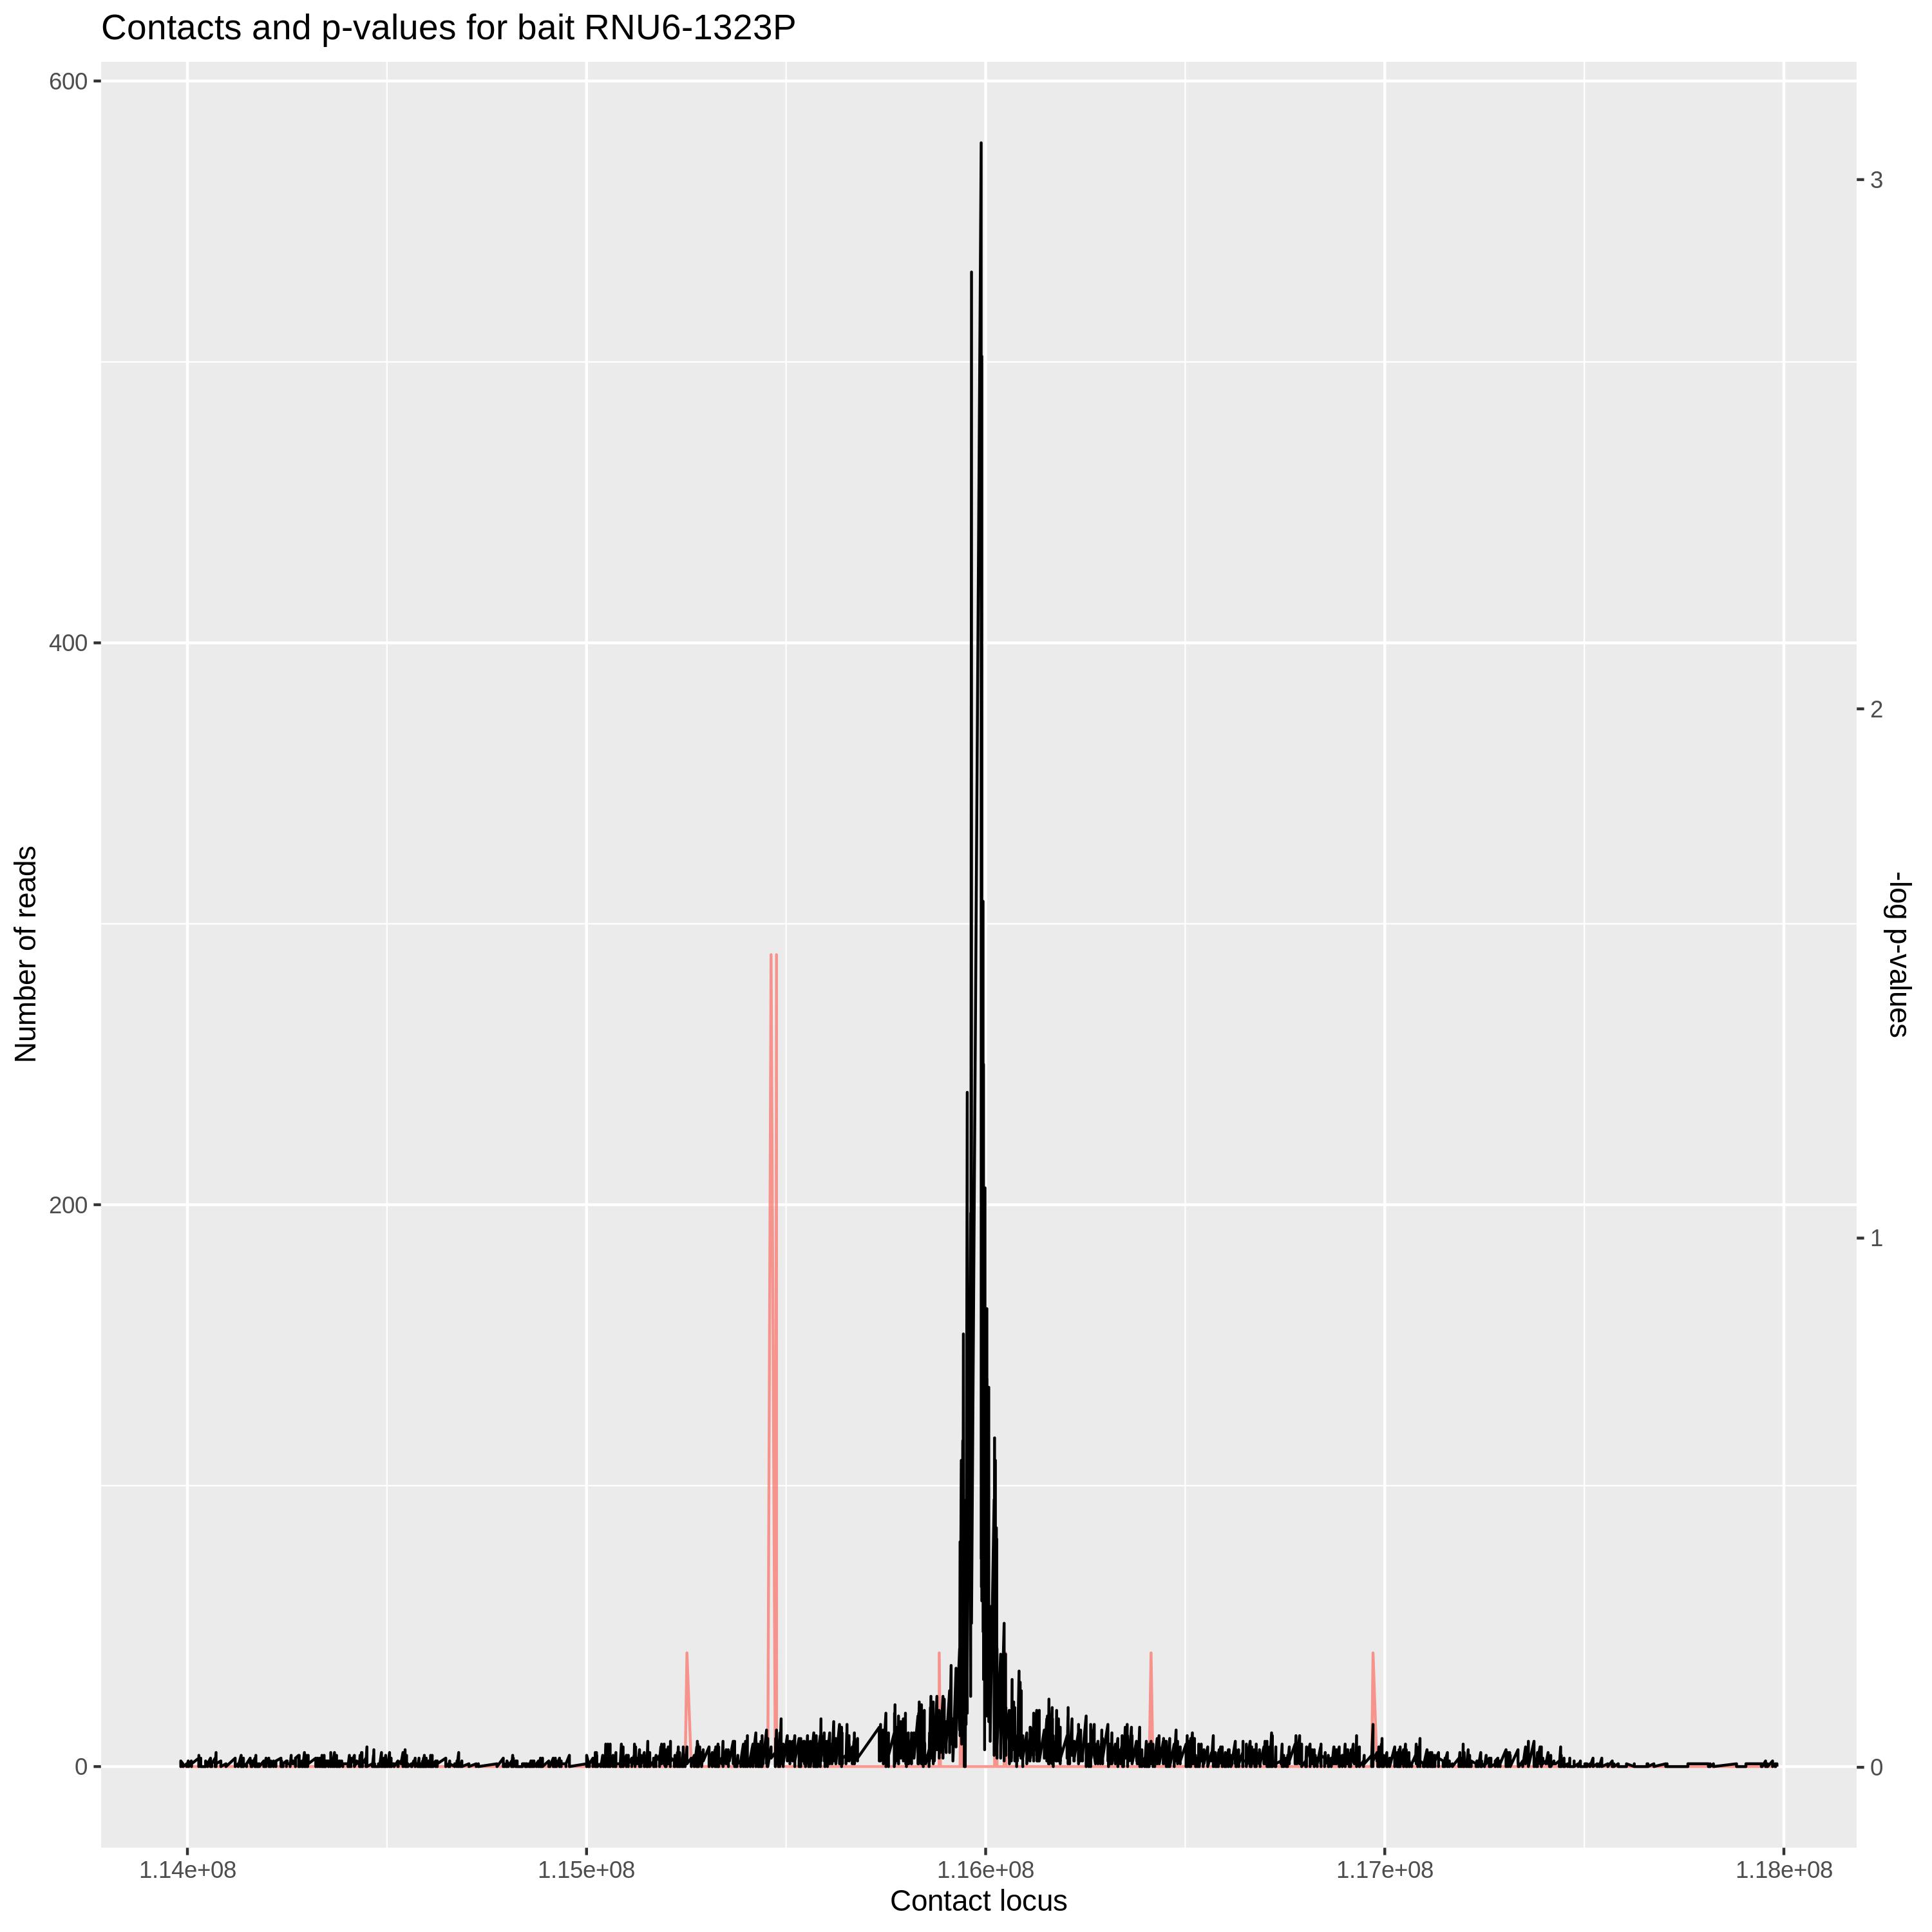 Contacts and p-values for bait RNU6-1323P
600
400
200
0
Number of reads
3
2
1
0
-log p-values
1.14e+08
1.15e+08
1.16e+08
1.17e+08
1.18e+08
Contact locus